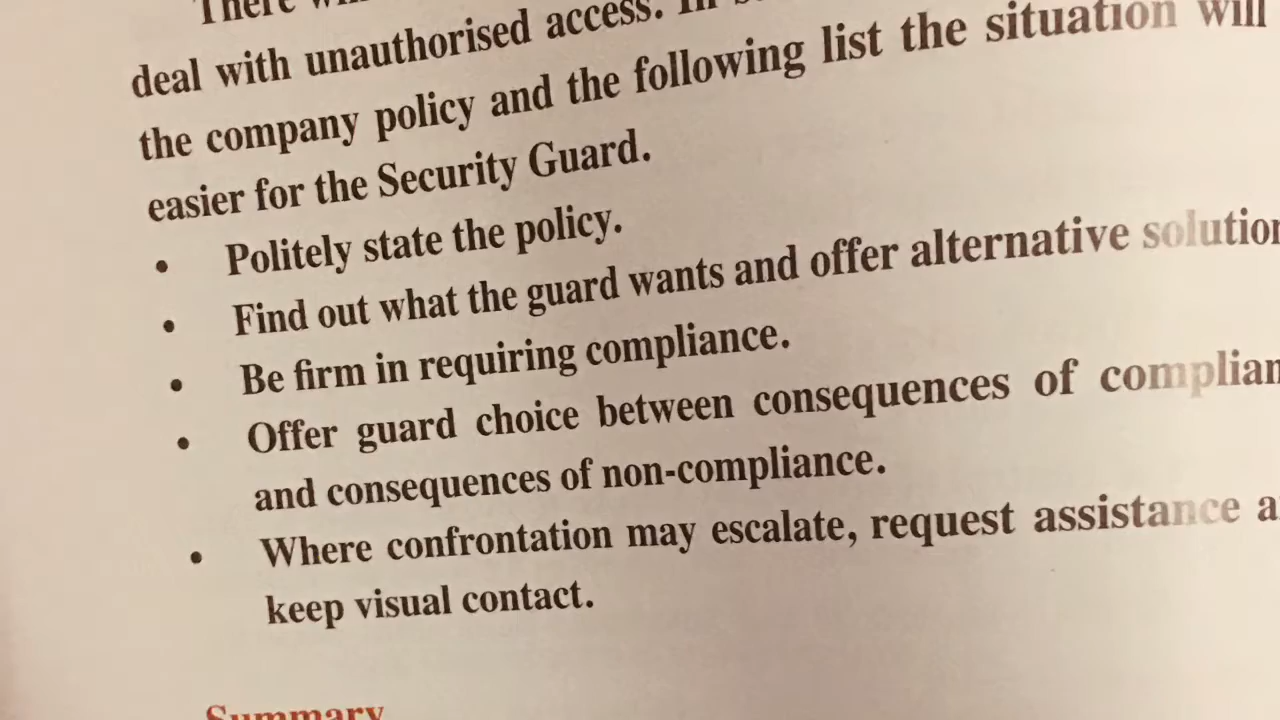 There
deal with unauthorised access. In
the company policy and the following list the situation will
easier for the Security Guard.
• Politely state the policy.
• Find out what the guard wants and offer alternative
• Be firm in requiring compliance.
• Offer guard choice between consequences of
and consequences of non-compliance.
• Where confrontation may escalate, request assistance
keep visual contact.
Summary